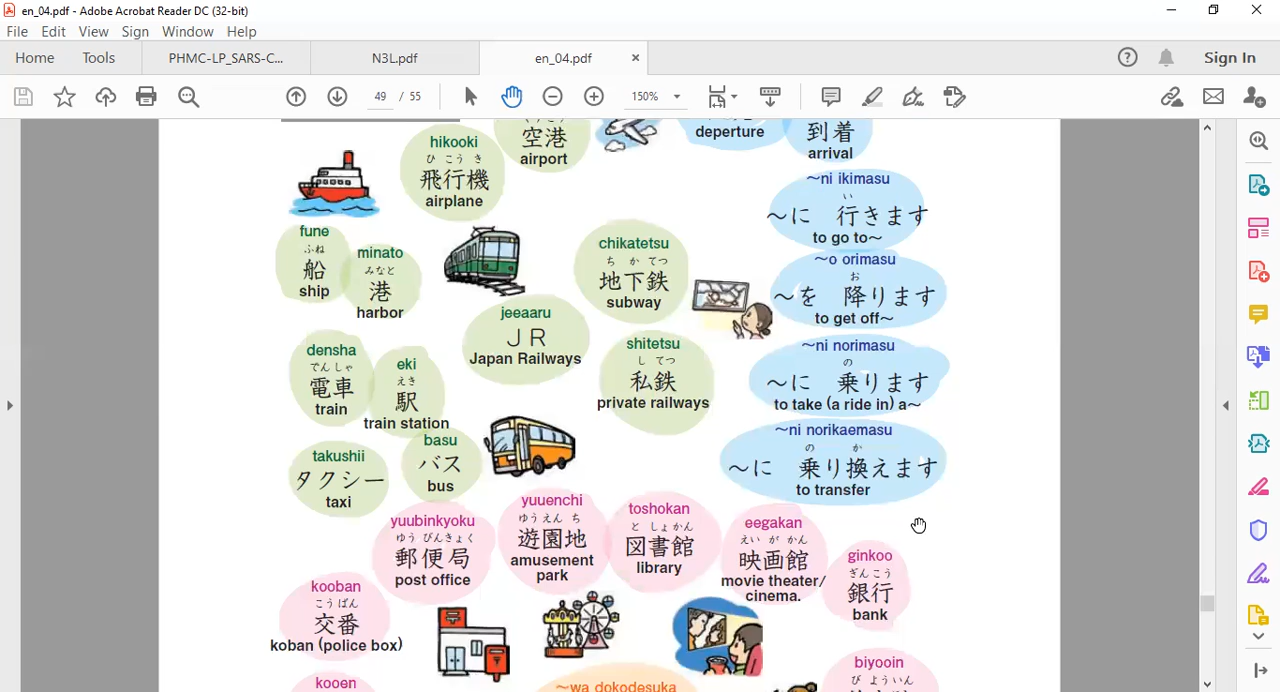 en_04.pdf - Adobe Acrobat Reader DC (32-bit)
File Edit View Sign Window Help
Home Tools PHMC-LP_SARS-C... N3L.pdf en_04.pdf ×
? Sign In
49 / 55 150%
hikooki
ひ こう き
飛行機
airplane
空港
airport
departure
到着
arrival
~ni ikimasu
い
~に 行きます
to go to~
fune
ふね
船
ship
minato
みなと
港
harbor
chikatetsu
ち か てつ
地下鉄
subway
~o orimasu
お
~を 降ります
to get off~
jeeaaru
JR
Japan Railways
densha
でんしゃ
電車
train
eki
えき
駅
train station
shitetsu
し てつ
私鉄
private railways
~ni norimasu
の
~に 乗ります
to take (a ride in) a~
takushii
タクシー
taxi
basu
バス
bus
~ni norikaemasu
の か
~に 乗り換えます
to transfer
yuubinkyoku
ゆう びんきょく
郵便局
post office
yuuenchi
ゆうえん ち
遊園地
amusement
park
toshokan
と しょかん
図書館
library
eegakan
えい が かん
映画館
movie theater/
cinema.
ginkoo
ぎんこう
銀行
bank
kooban
こうばん
交番
koban (police box)
kooen
~wa dokodesuka
biyooin
び よういん